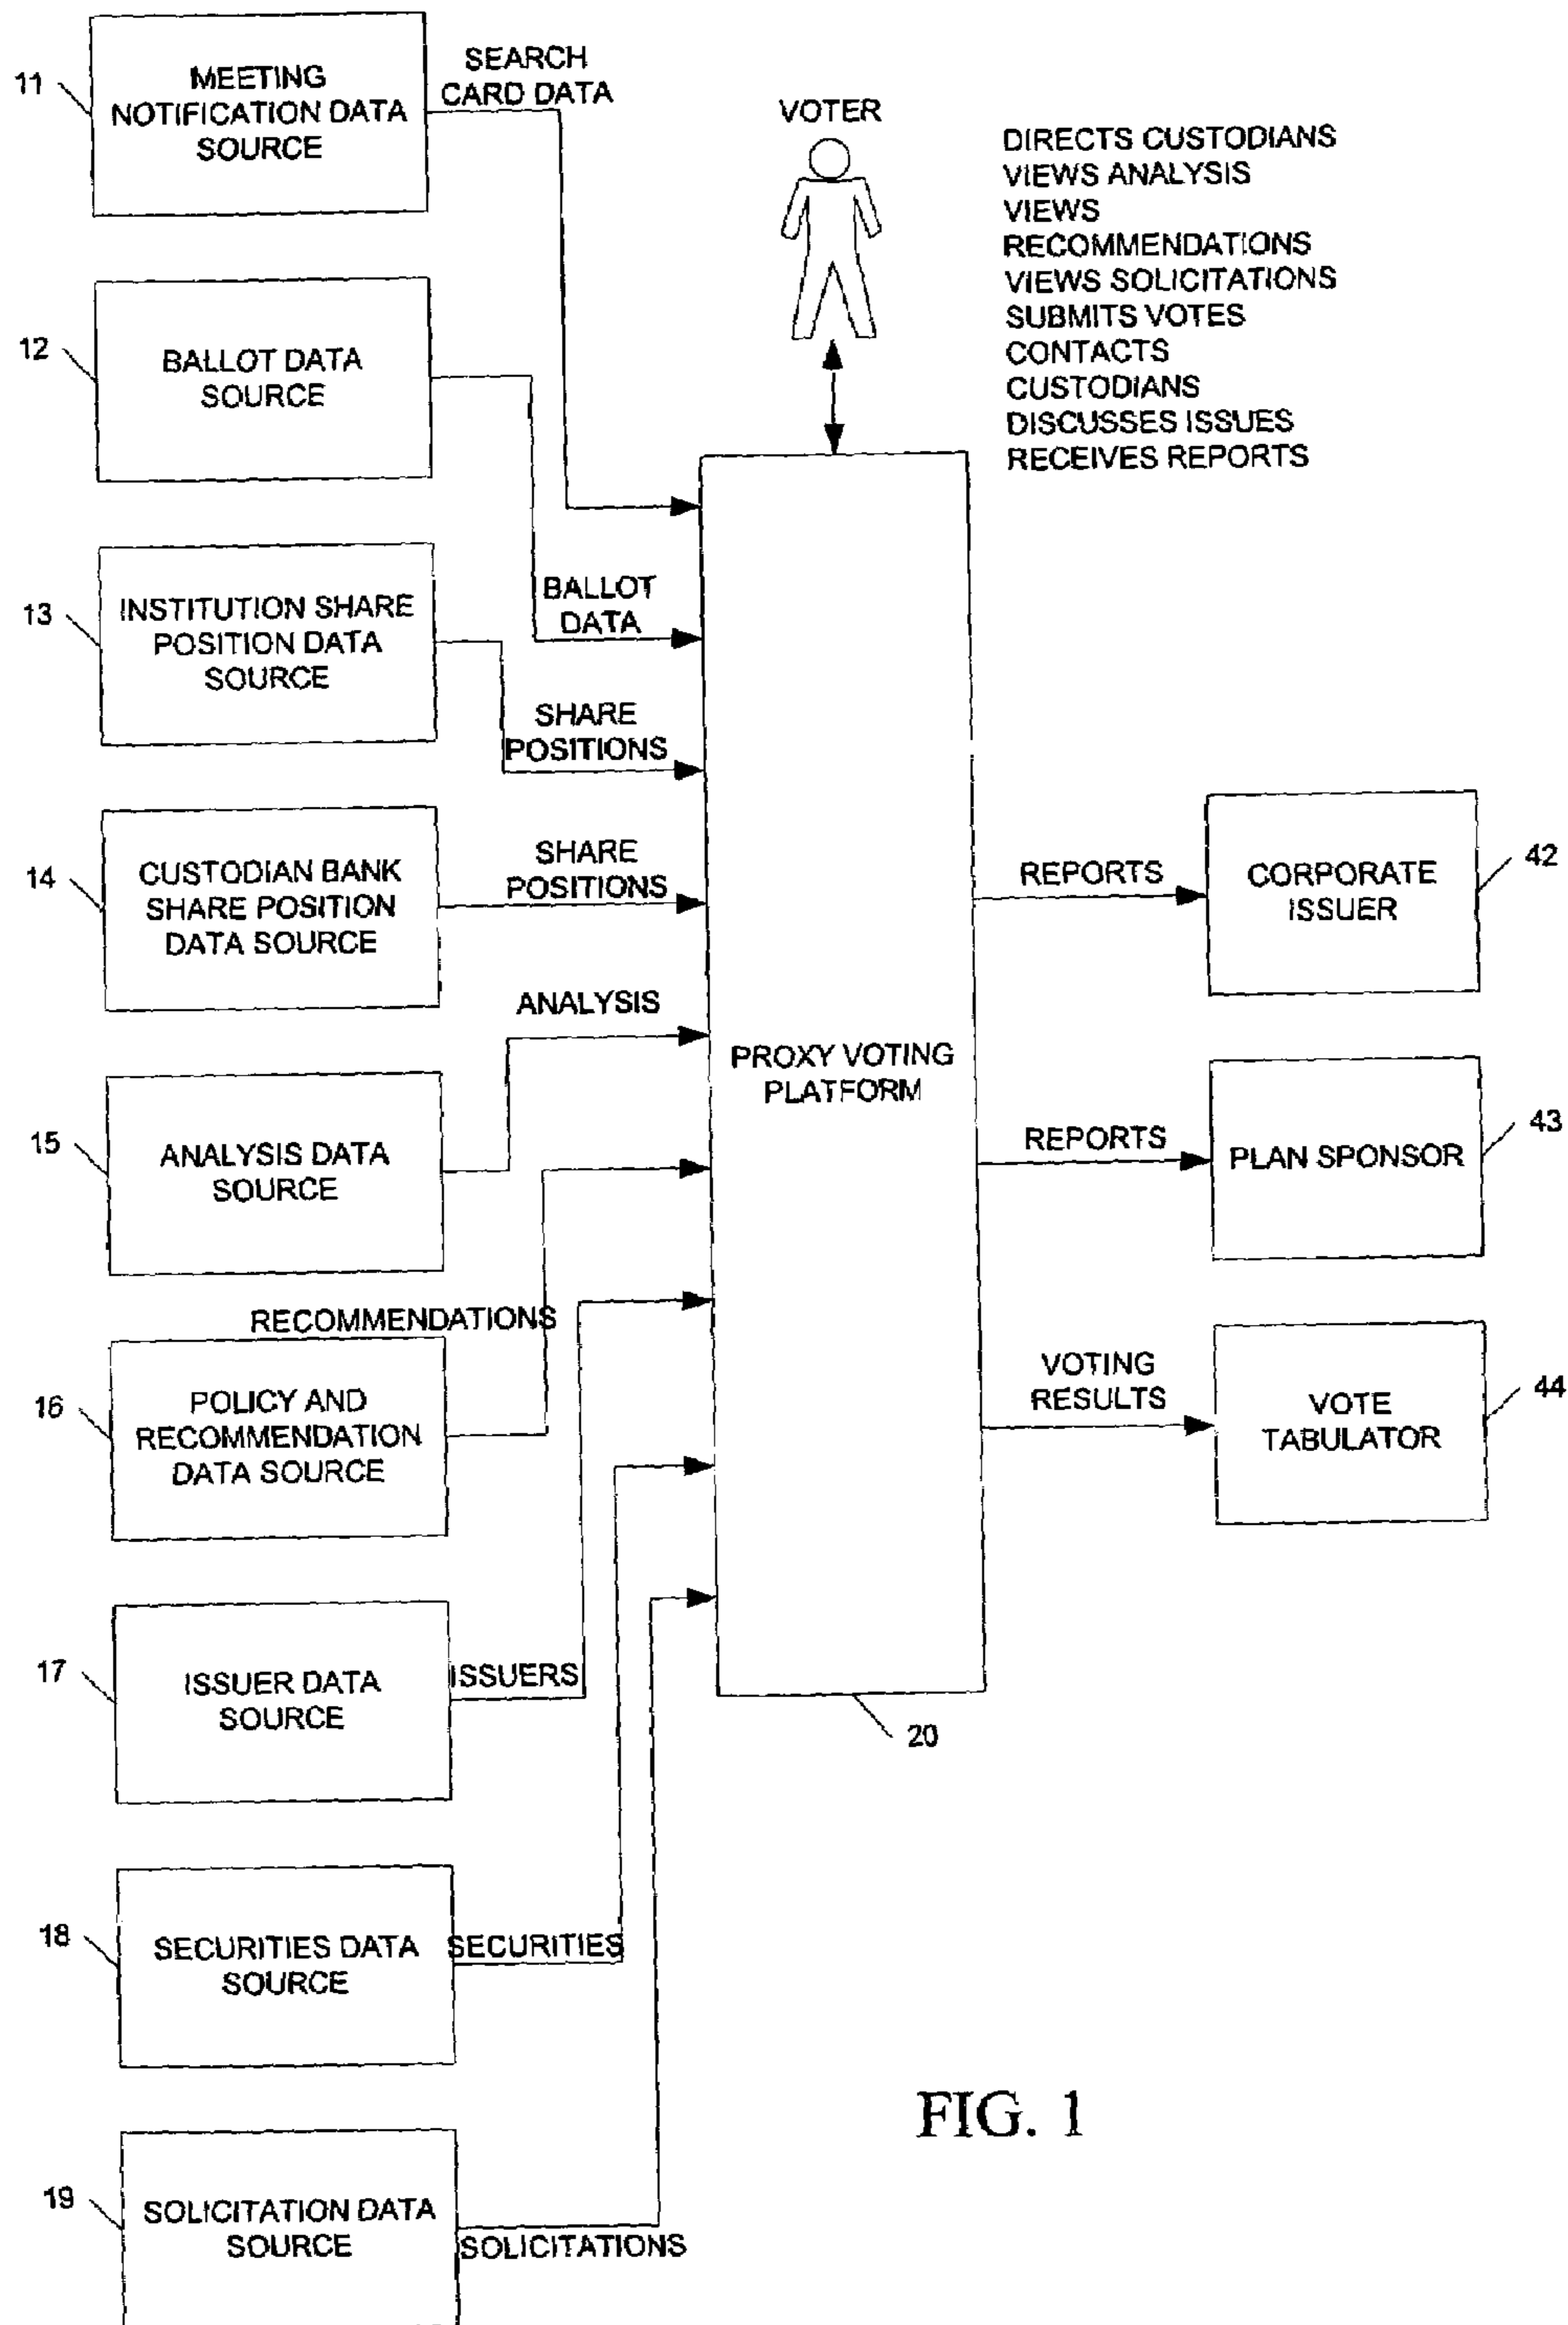 11
MEETING
NOTIFICATION DATA
SOURCE
SEARCH
CARD DATA
VOTER
DIRECTS CUSTODIANS
VIEWS ANALYSIS
VIEWS
RECOMMENDATIONS
VIEWS SOLICITATIONS
SUBMITS VOTES
CONTACTS
CUSTODIANS
DISCUSSES ISSUES
RECEIVES REPORTS
12
BALLOT DATA
SOURCE
BALLOT
DATA
13
INSTITUTION SHARE
POSITION DATA
SOURCE
SHARE
POSITIONS
14
CUSTODIAN BANK
SHARE POSITION
DATA SOURCE
SHARE
POSITIONS
15
ANALYSIS DATA
SOURCE
ANALYSIS
16
POLICY AND
RECOMMENDATION
DATA SOURCE
RECOMMENDATIONS
17
ISSUER DATA
SOURCE
ISSUERS
18
SECURITIES DATA
SOURCE
SECURITIES
19
SOLICITATION DATA
SOURCE
SOLICITATIONS
PROXY VOTING
PLATFORM
20
REPORTS
CORPORATE
ISSUER
42
REPORTS
PLAN SPONSOR
43
VOTING
RESULTS
VOTE
TABULATOR
44
FIG. 1